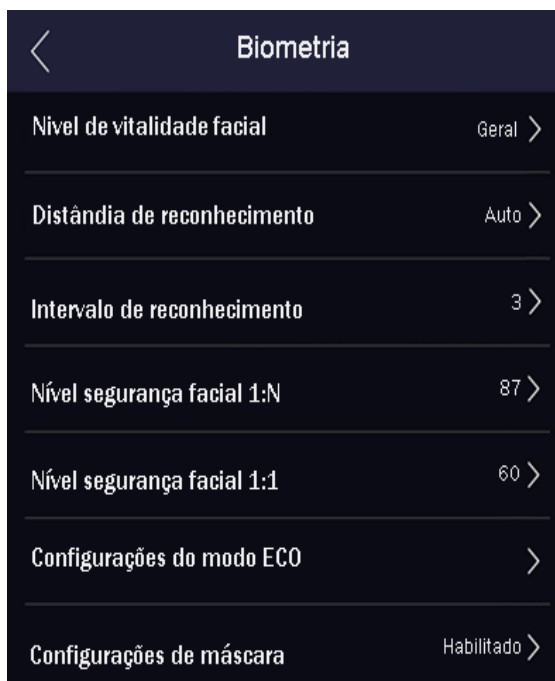 Biometria
Nivel de vitalidade facial Geral
Distândia de reconhecimento Auto
Intervalo de reconhecimento 3
Nível segurança facial 1:N 87
Nível segurança facial 1:1 60
Configurações do modo ECO
Configurações de máscara Habilitado